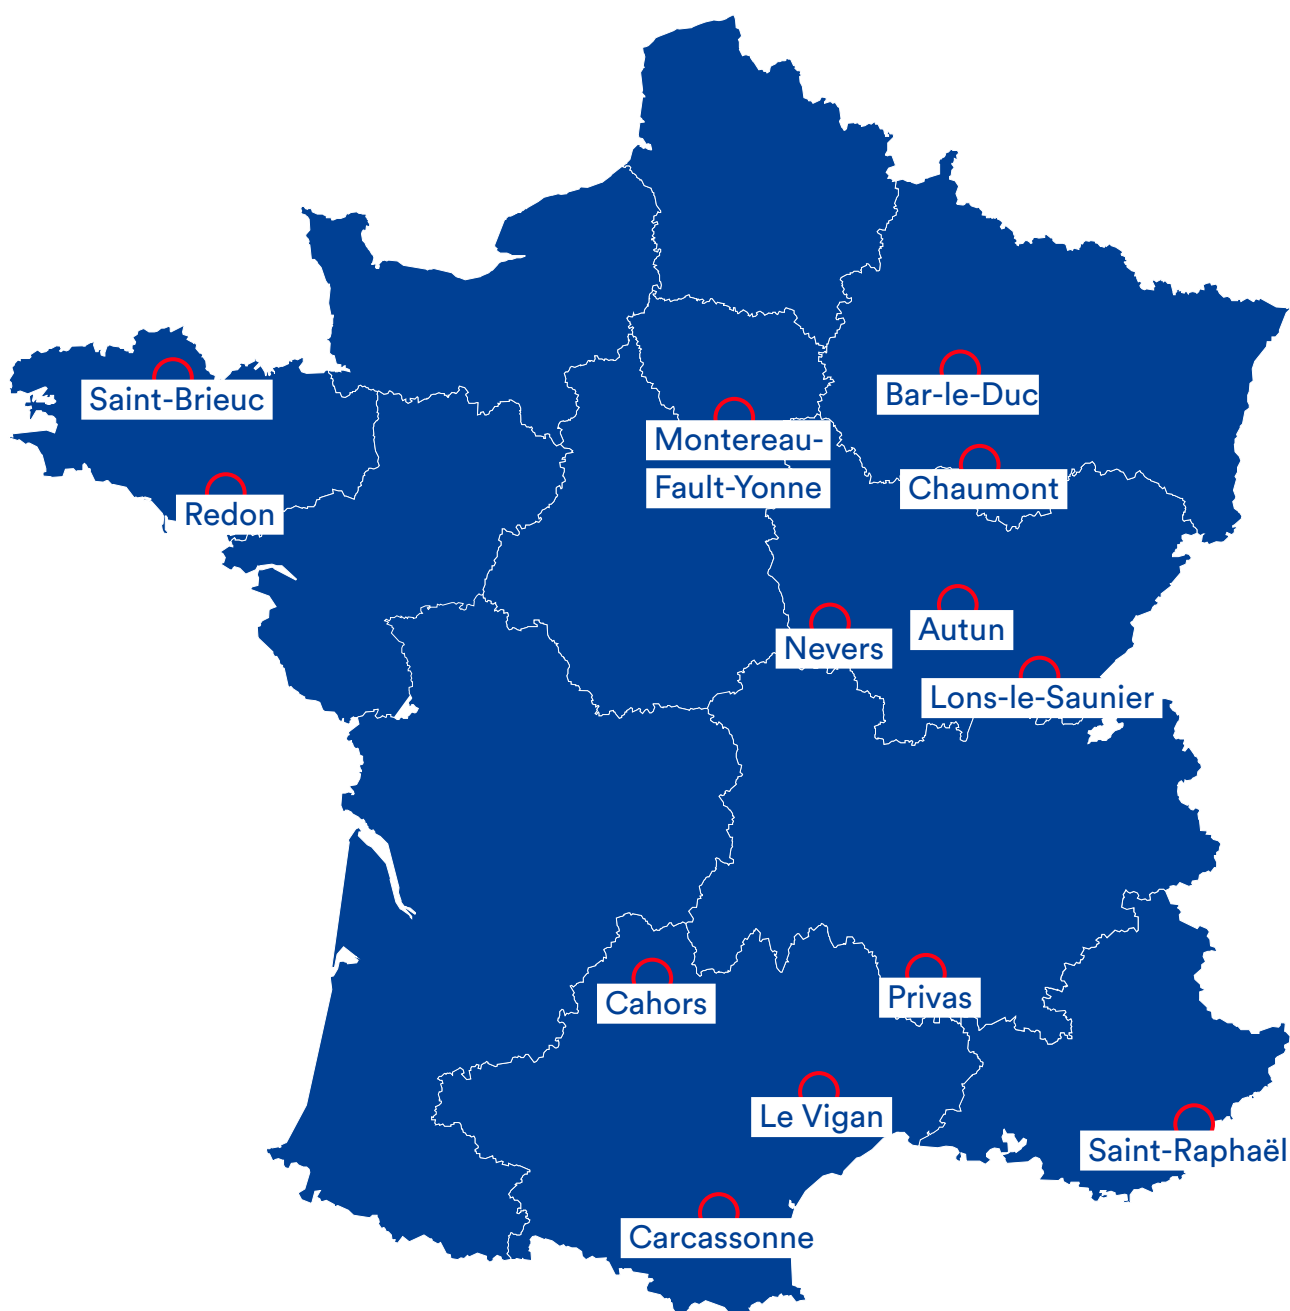 Saint-Brieuc
Bar-le-Duc
Montereau-
Fault-Yonne
Chaumont
Redon
Autun
Nevers
Lons-le-Saunier
Cahors
Privas
Le Vigan
Saint-Raphaël
Carcassonne